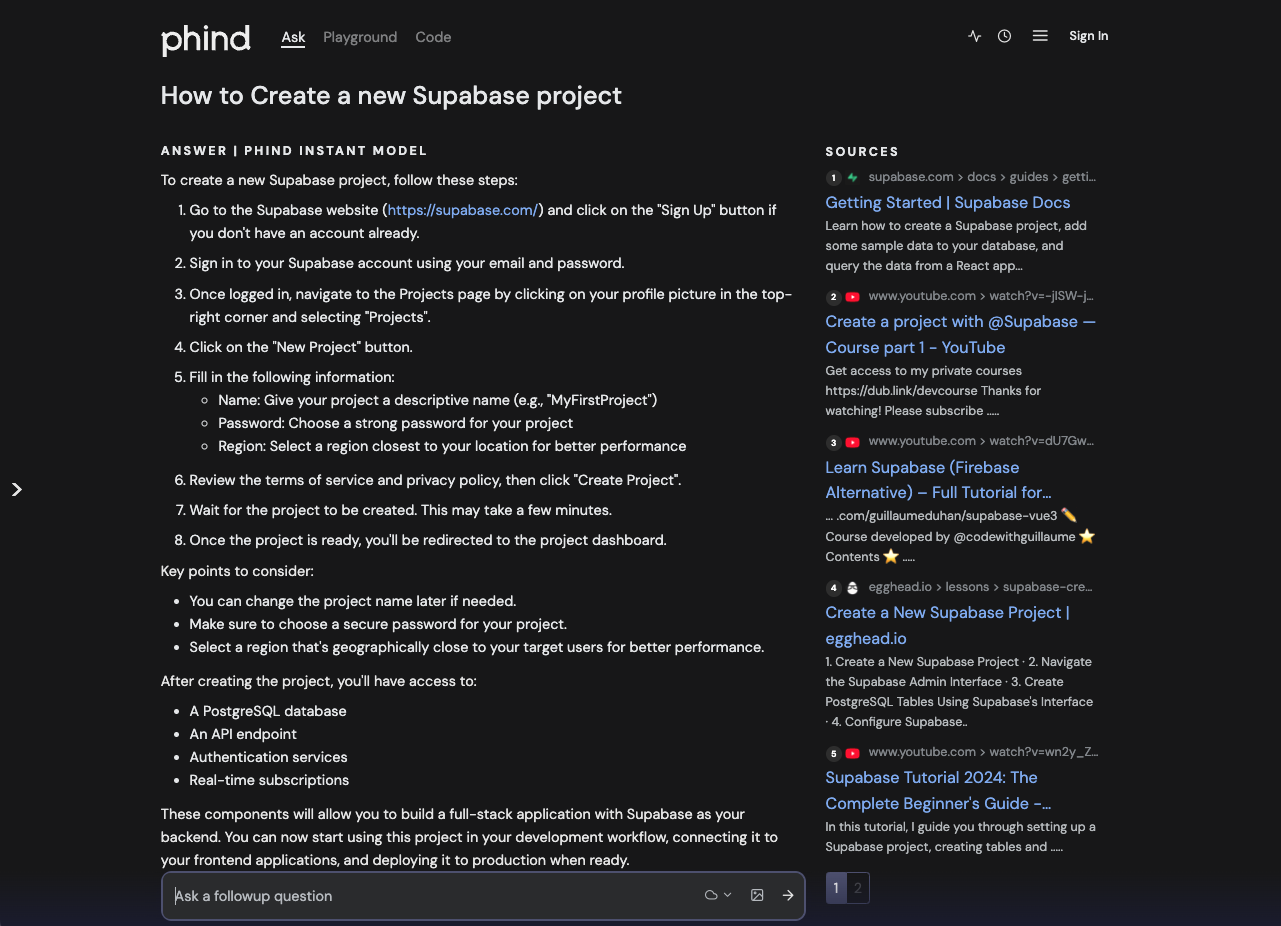 phind
Ask
Playground
Code
Sign In
How to Create a new Supabase project
ANSWER | PHIND INSTANT MODEL
To create a new Supabase project, follow these steps:
1. Go to the Supabase website (https://supabase.com/) and click on the "Sign Up" button if
you don't have an account already.
2. Sign in to your Supabase account using your email and password.
3. Once logged in, navigate to the Projects page by clicking on your profile picture in the top-
right corner and selecting "Projects".
4. Click on the "New Project" button.
5. Fill in the following information:
Name: Give your project a descriptive name (e.g., "MyFirstProject")
Password: Choose a strong password for your project
Region: Select a region closest to your location for better performance
6. Review the terms of service and privacy policy, then click "Create Project".
7. Wait for the project to be created. This may take a few minutes.
8. Once the project is ready, you'll be redirected to the project dashboard.
Key points to consider:
You can change the project name later if needed.
Make sure to choose a secure password for your project.
Select a region that's geographically close to your target users for better performance.
After creating the project, you'll have access to:
A PostgreSQL database
An API endpoint
Authentication services
Real-time subscriptions
These components will allow you to build a full-stack application with Supabase as your
backend. You can now start using this project in your development workflow, connecting it to
your frontend applications, and deploying it to production when ready.
Ask a followup question
SOURCES
1 supabase.com › docs › guides › getti...
Getting Started | Supabase Docs
Learn how to create a Supabase project, add
some sample data to your database, and
query the data from a React app...
2 www.youtube.com › watch?v=-jISW-j...
Create a project with @Supabase —
Course part 1 - YouTube
Get access to my private courses
https://dub.link/devcourse Thanks for
watching! Please subscribe .....
3 www.youtube.com › watch?v=dU7Gw...
Learn Supabase (Firebase
Alternative) – Full Tutorial for...
... .com/guillaumeduhan/supabase-vue3 ✏️
Course developed by @codewithguillaume ⭐
Contents ⭐ .....
4 egghead.io › lessons › supabase-cre...
Create a New Supabase Project |
egghead.io
1. Create a New Supabase Project · 2. Navigate
the Supabase Admin Interface · 3. Create
PostgreSQL Tables Using Supabase's Interface
· 4. Configure Supabase..
5 www.youtube.com › watch?v=wn2y_Z...
Supabase Tutorial 2024: The
Complete Beginner's Guide -...
In this tutorial, I guide you through setting up a
Supabase project, creating tables and .....
1 2